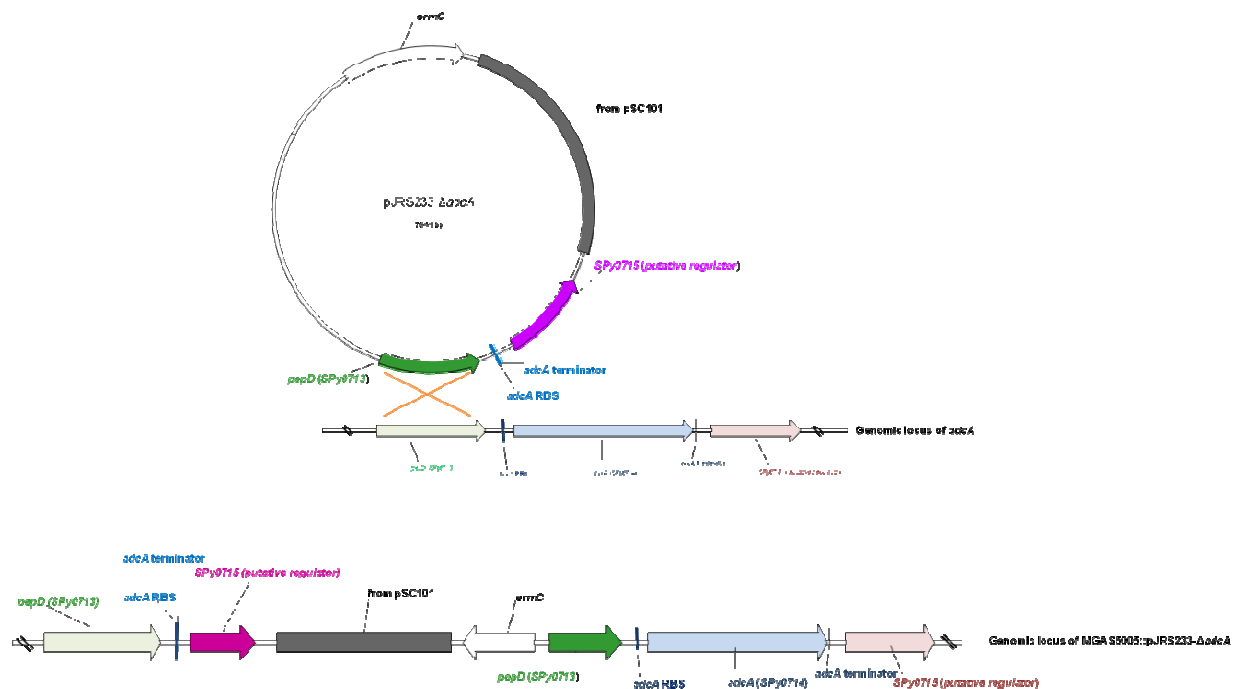 ermC
from pSC101
pJRS233-ΔadcA
SPy0715 (putative regulator)
adcA terminator
pepD (SPy0713)
adcA RBS
Genomic locus of adcA
adcA terminator
SPy0715 (putative regulator)
pepD (SPy0713)
adcA RBS
from pSC101
ermC
Genomic locus of MGAS5005::pJRS233-ΔadcA
pepD (SPy0713)
adcA RBS
adcA (SPy0714)
adcA terminator
SPy0715 (putative regulator)